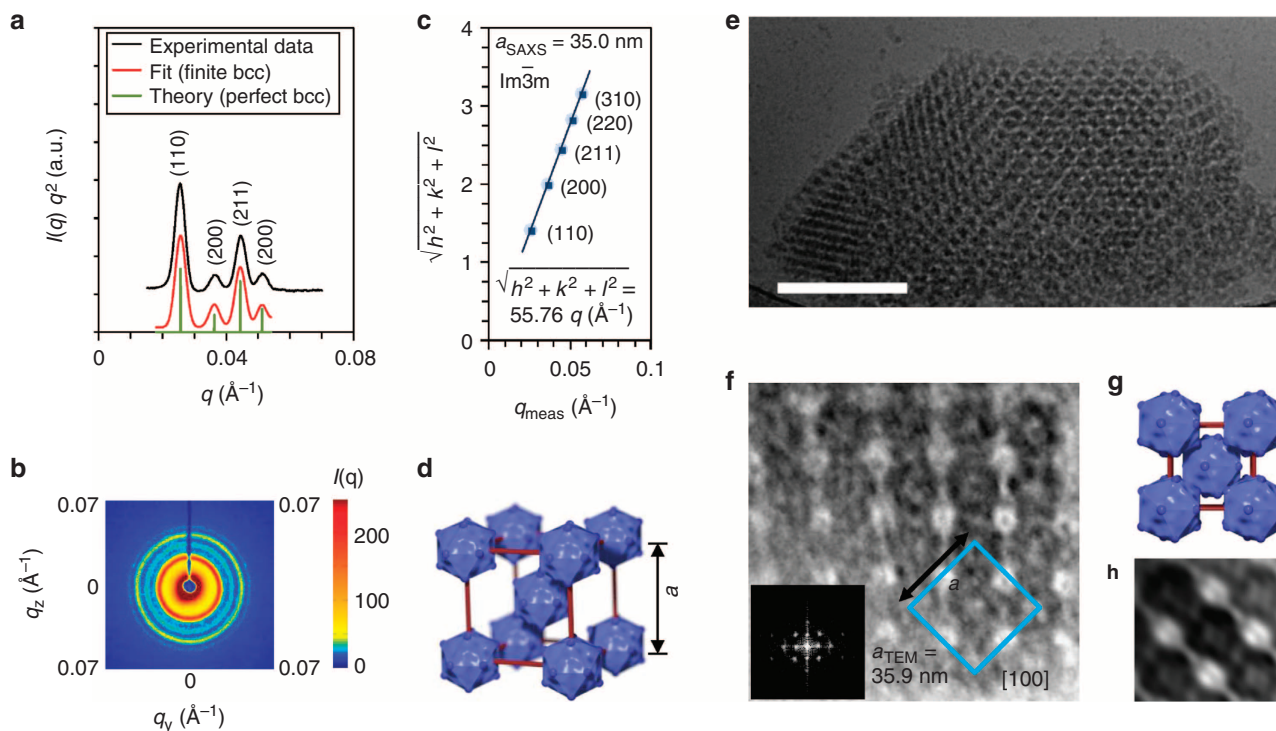 a
Experimental data
Fit (finite bcc)
Theory (perfect bcc)
(110)
(200)
(211)
(200)
I(q) q² (a.u.)
0
0.04
0.08
q (Å⁻¹)
b
0.07
0.07
I(q)
200
100
0
q_z (Å⁻¹)
0
0.07
0.07
0
q_y (Å⁻¹)
c
4
3
2
1
0
a_SAXS = 35.0 nm
Im3̅m
(310)
(220)
(211)
(200)
(110)
√h² + k² + l²
√h² + k² + l² =
55.76 q (Å⁻¹)
0
0.1
q_meas (Å⁻¹)
d
a
e
f
a
a_TEM =
35.9 nm
[100]
g
h